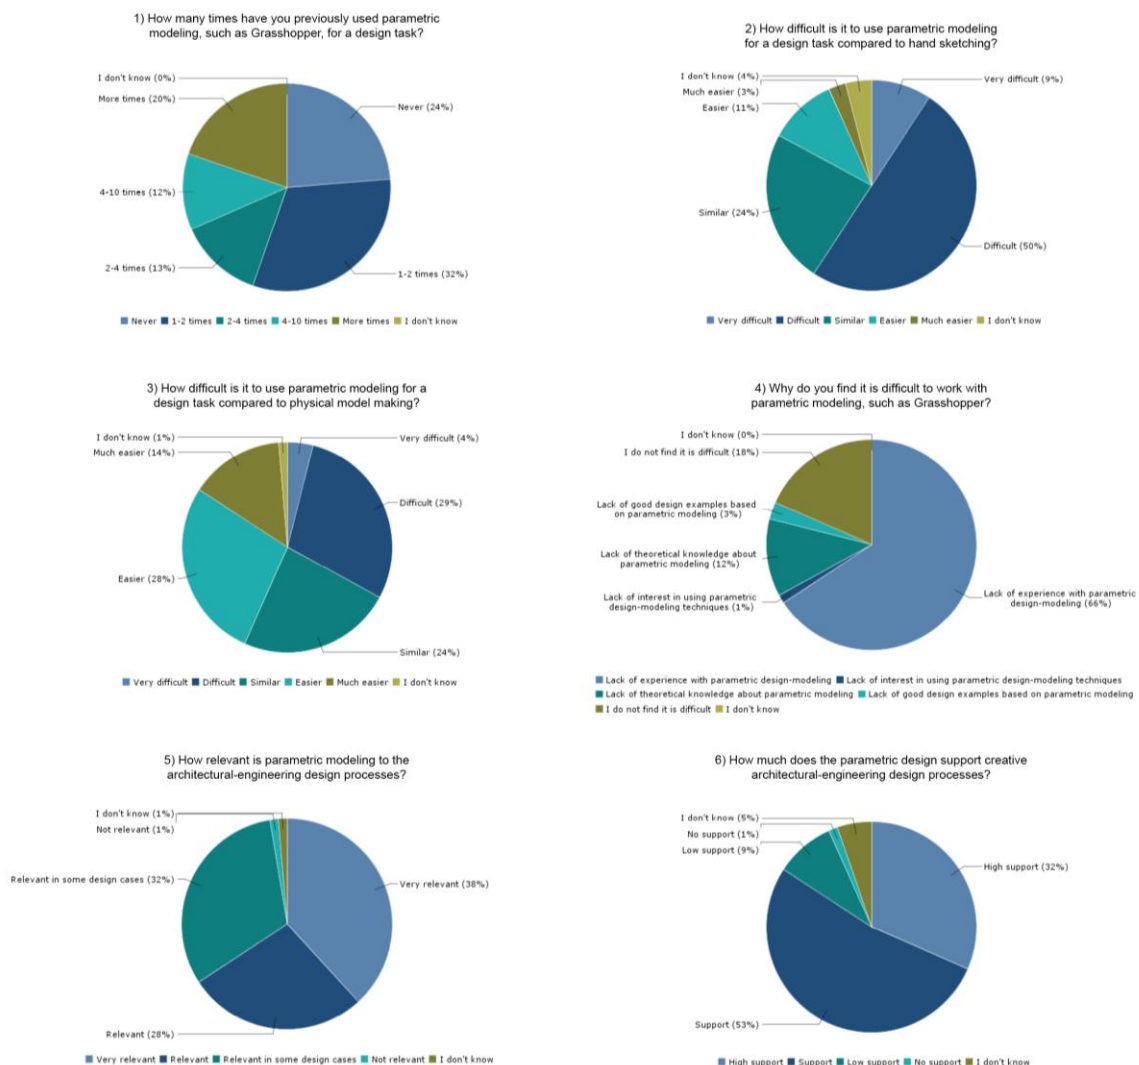 1) How many times have you previously used parametric
modeling, such as Grasshopper, for a design task?
I don't know (0%)
More times (20%)
Never (24%)
4-10 times (12%)
2-4 times (13%)
1-2 times (32%)
Never 1-2 times 2-4 times 4-10 times More times I don't know
2) How difficult is it to use parametric modeling
for a design task compared to hand sketching?
I don't know (4%)
Very difficult (9%)
Much easier (3%)
Easier (11%)
Similar (24%)
Difficult (50%)
Very difficult Difficult Similar Easier Much easier I don't know
3) How difficult is it to use parametric modeling for a
design task compared to physical model making?
I don't know (1%)
Very difficult (4%)
Much easier (14%)
Difficult (29%)
Easier (28%)
Similar (24%)
Very difficult Difficult Similar Easier Much easier I don't know
4) Why do you find it is difficult to work with
parametric modeling, such as Grasshopper?
I don't know (0%)
I do not find it is difficult (18%)
Lack of good design examples based
on parametric modeling (3%)
Lack of theoretical knowledge about
parametric modeling (12%)
Lack of interest in using parametric
design-modeling techniques (1%)
Lack of experience with parametric
design-modeling (66%)
Lack of experience with parametric design-modeling Lack of interest in using parametric design-modeling techniques
Lack of theoretical knowledge about parametric modeling Lack of good design examples based on parametric modeling
I do not find it is difficult I don't know
5) How relevant is parametric modeling to the
architectural-engineering design processes?
I don't know (1%)
Not relevant (1%)
Relevant in some design cases (32%)
Very relevant (38%)
Relevant (28%)
Very relevant Relevant Relevant in some design cases Not relevant I don't know
6) How much does the parametric design support creative
architectural-engineering design processes?
I don't know (5%)
No support (1%)
Low support (9%)
High support (32%)
Support (53%)
High support Support Low support No support I don't know